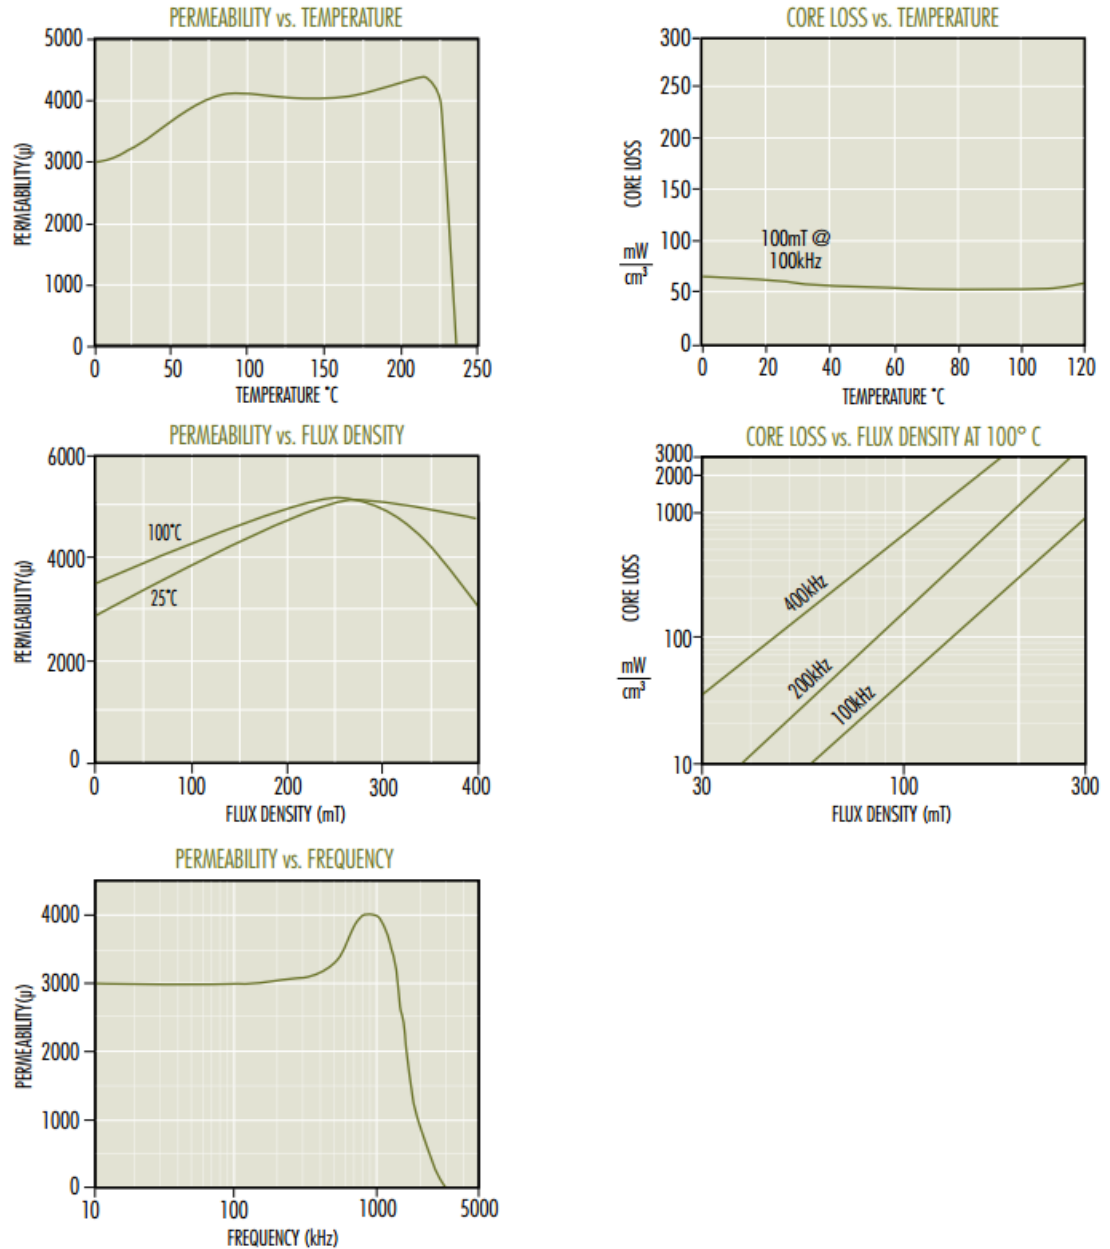 PERMEABILITY vs. TEMPERATURE
5000
4000
3000
2000
1000
0
PERMEABILITY(µ)
0 50 100 150 200 250
TEMPERATURE °C
CORE LOSS vs. TEMPERATURE
300
250
200
150
100
50
0
CORE LOSS
mW
cm³
100mT @
100kHz
0 20 40 60 80 100 120
TEMPERATURE °C
PERMEABILITY vs. FLUX DENSITY
6000
4000
2000
0
PERMEABILITY(µ)
100°C
25°C
0 100 200 300 400
FLUX DENSITY (mT)
CORE LOSS vs. FLUX DENSITY AT 100° C
3000
2000
1000
100
10
CORE LOSS
mW
cm³
400kHz
200kHz
100kHz
30 100 300
FLUX DENSITY (mT)
PERMEABILITY vs. FREQUENCY
4000
3000
2000
1000
0
PERMEABILITY(µ)
10 100 1000 5000
FREQUENCY (kHz)